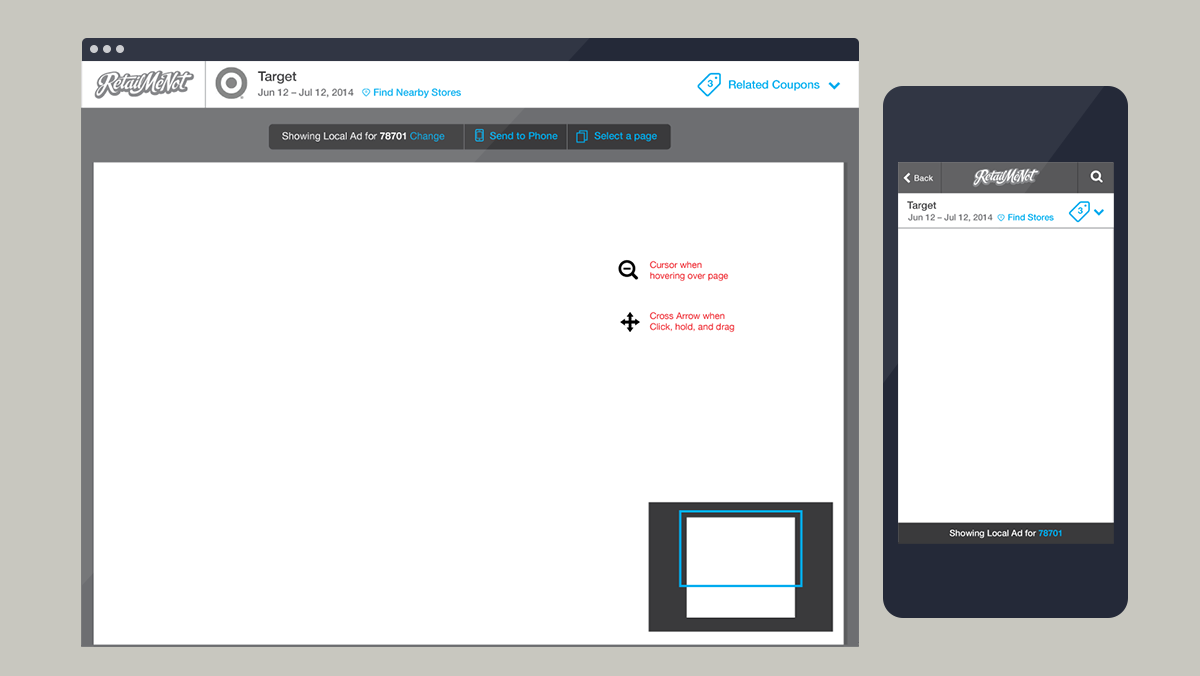 RetailMeNot
Target
Jun 12 – Jul 12, 2014 Find Nearby Stores
3 Related Coupons
Showing Local Ad for 78701 Change Send to Phone Select a page
Cursor when
hovering over page
Cross Arrow when
Click, hold, and drag
Back RetailMeNot
Target
Jun 12 – Jul 12, 2014 Find Stores
3
Showing Local Ad for 78701